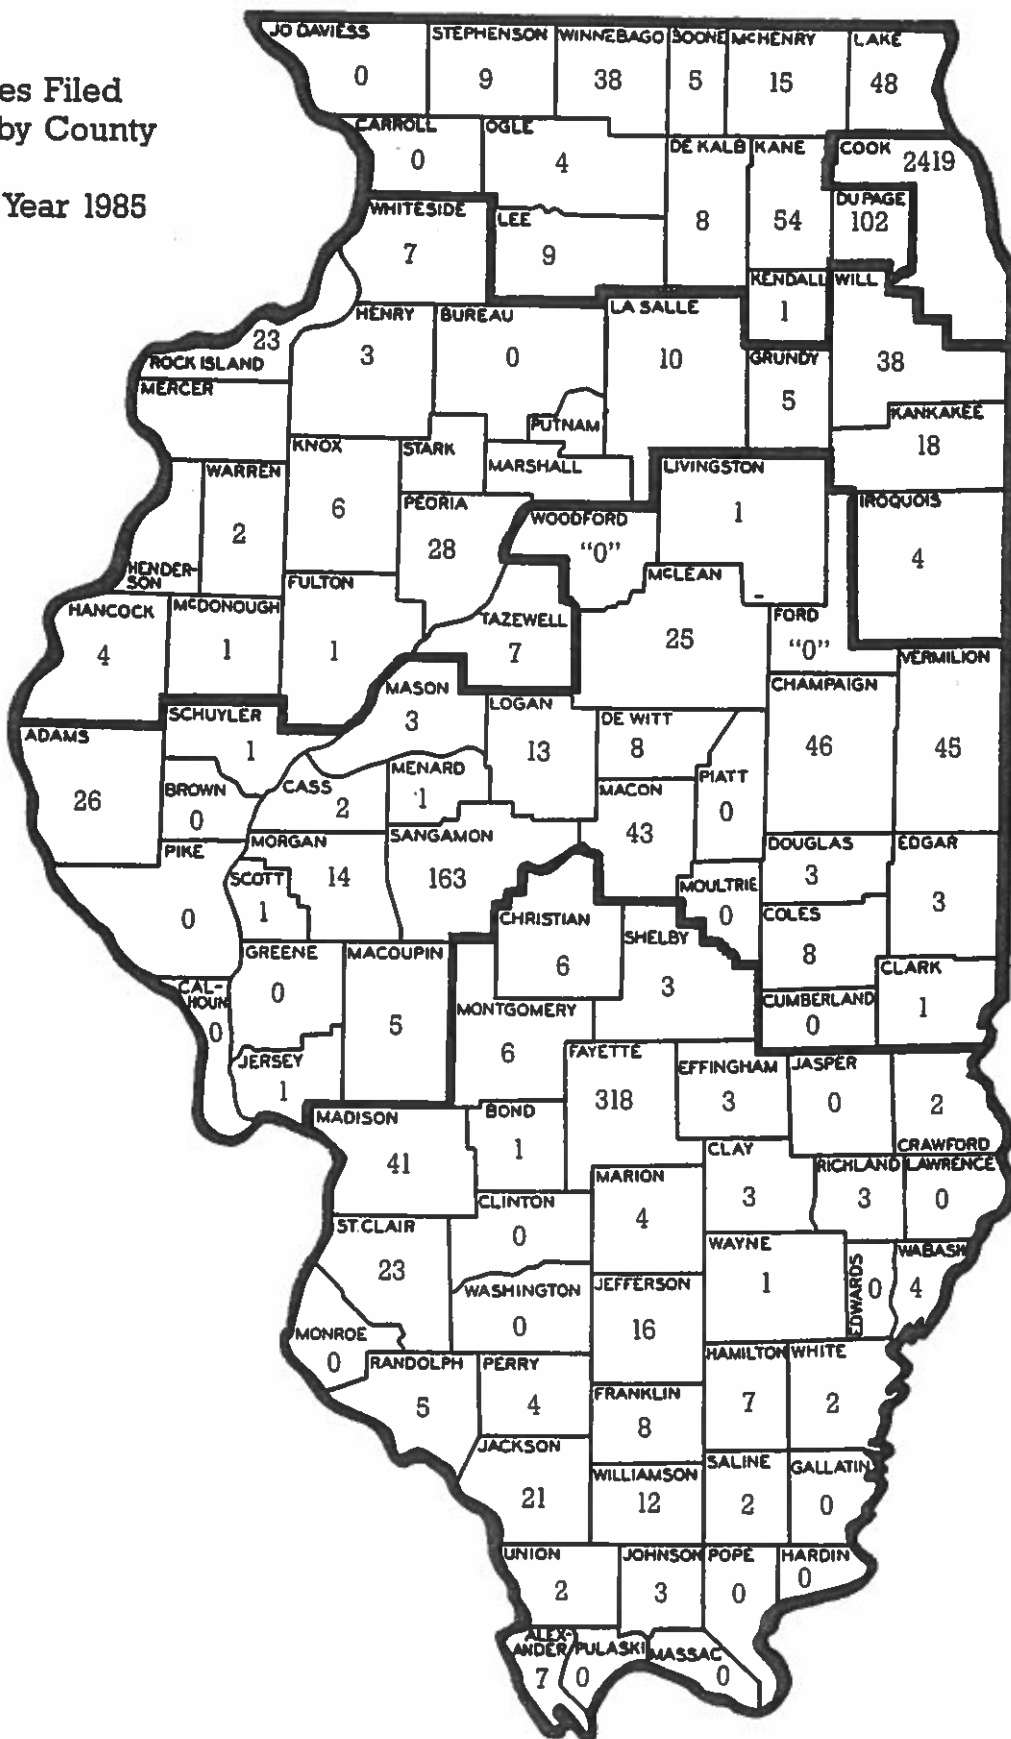 es Filed
by County
Year 1985
JO DAVIESS
0
STEPHENSON
9
WINNEBAGO
38
BOONE
5
McHENRY
15
LAKE
48
CARROLL
0
OGLE
4
DE KALB
8
KANE
54
COOK
2419
DU PAGE
102
WHITESIDE
7
LEE
9
KENDALL
1
WILL
38
ROCK ISLAND
23
HENRY
3
BUREAU
0
LA SALLE
10
GRUNDY
5
MERCER
PUTNAM
KANKAKEE
18
KNOX
6
STARK
MARSHALL
LIVINGSTON
1
IROQUOIS
4
WARREN
2
PEORIA
28
WOODFORD
"0"
HENDER-
SON
FULTON
1
McLEAN
25
HANCOCK
4
McDONOUGH
1
TAZEWELL
7
FORD
"0"
VERMILION
45
MASON
3
LOGAN
13
CHAMPAIGN
46
SCHUYLER
1
ADAMS
26
DE WITT
8
BROWN
0
CASS
2
MENARD
1
PIATT
0
MACON
43
PIKE
0
MORGAN
14
SANGAMON
163
DOUGLAS
3
EDGAR
3
SCOTT
1
MOULTRIE
0
CHRISTIAN
6
SHELBY
3
COLES
8
GREENE
0
MACOUPIN
5
CLARK
1
CAL-
HOUN
0
MONTGOMERY
6
CUMBERLAND
0
JERSEY
1
FAYETTE
318
EFFINGHAM
3
JASPER
0
2
CRAWFORD
MADISON
41
BOND
1
CLAY
3
RICHLAND
3
LAWRENCE
0
MARION
4
CLINTON
0
ST. CLAIR
23
WAYNE
1
EDWARDS
0
WABASH
4
WASHINGTON
0
JEFFERSON
16
MONROE
0
RANDOLPH
5
PERRY
4
HAMILTON
7
WHITE
2
FRANKLIN
8
JACKSON
21
WILLIAMSON
12
SALINE
2
GALLATIN
0
UNION
2
JOHNSON
3
POPE
0
HARDIN
0
ALEX-
ANDER
7
PULASKI
0
MASSAC
0